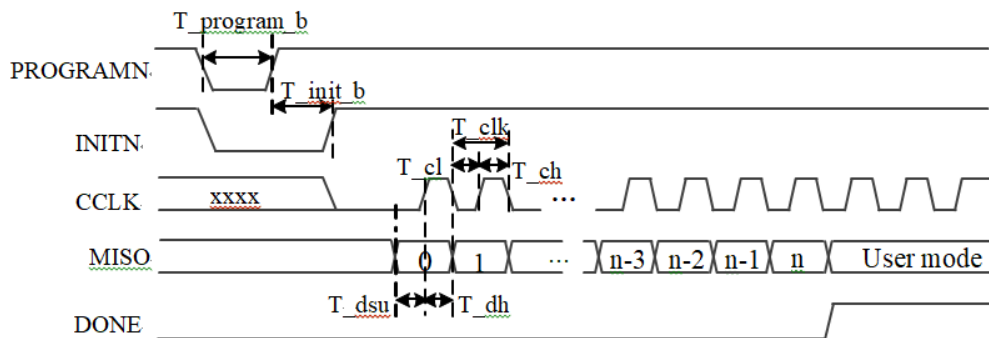 T_program_b
PROGRAMN
T_init_b
INITN
T_clk
T_cl
T_ch
CCLK
xxxx
...
MISO
0
1
...
n-3
n-2
n-1
n
User mode
T_dsu
T_dh
DONE